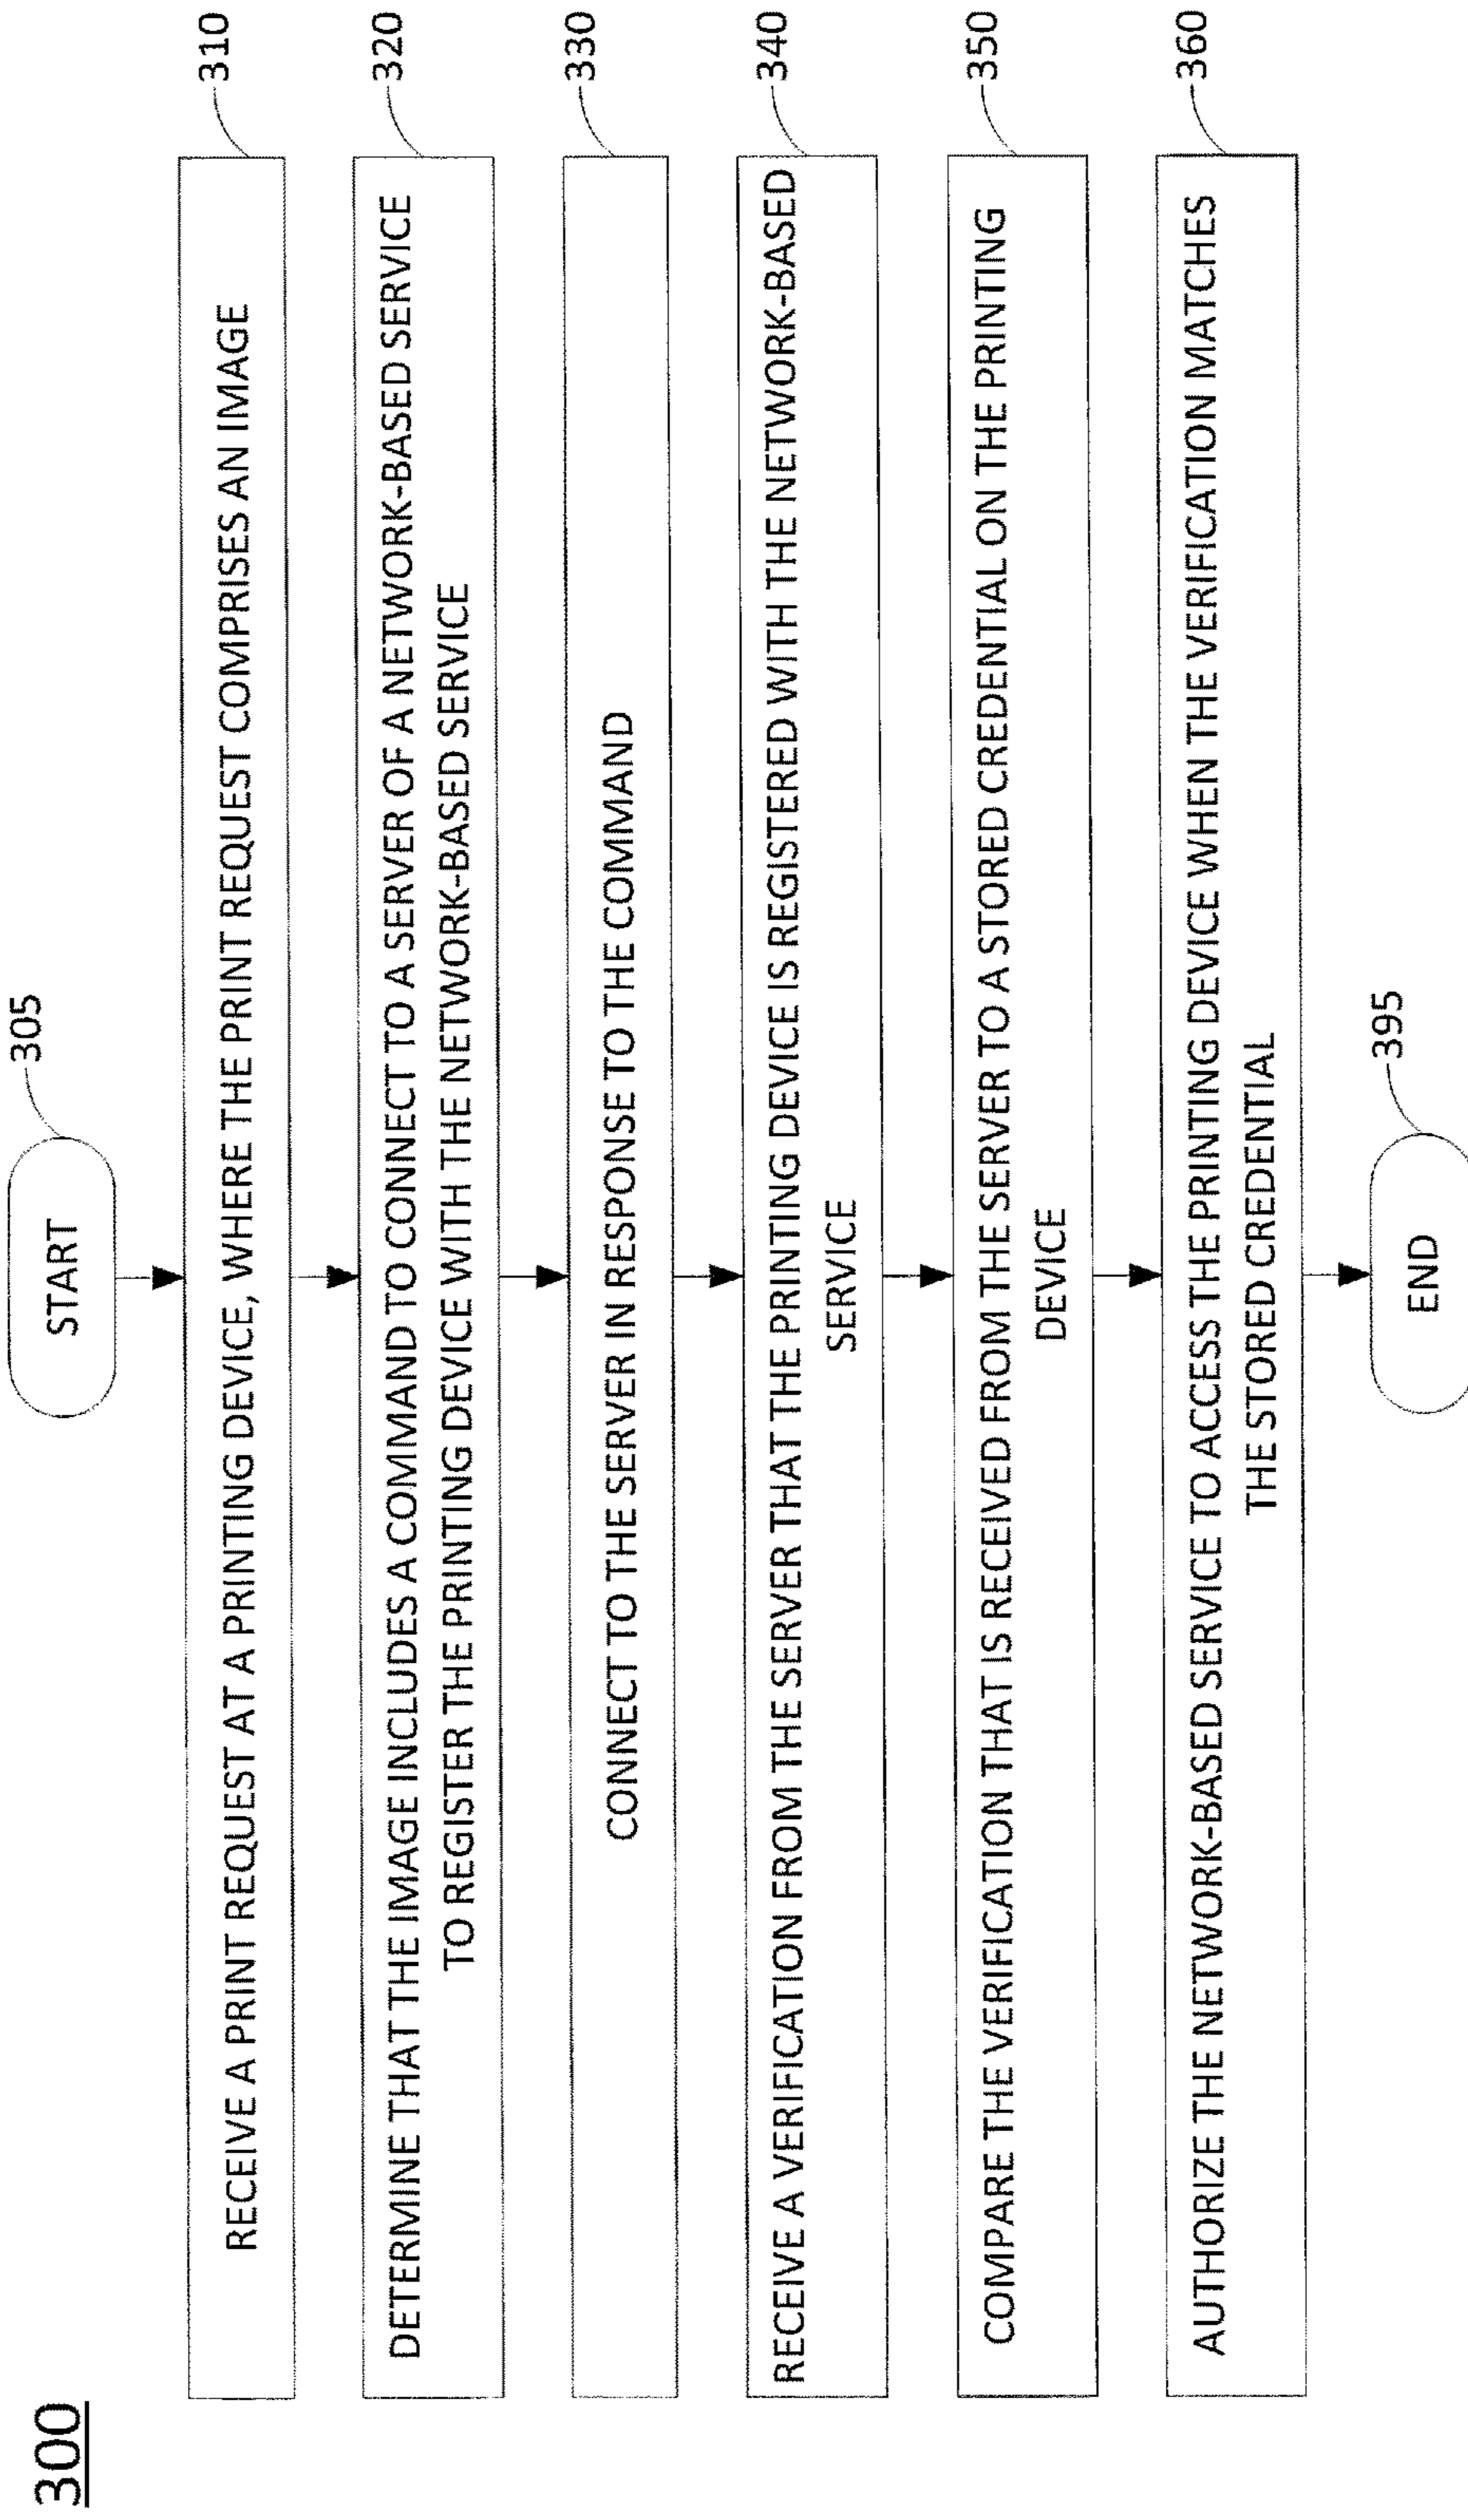 300
START
305
RECEIVE A PRINT REQUEST AT A PRINTING DEVICE, WHERE THE PRINT REQUEST COMPRISES AN IMAGE
310
DETERMINE THAT THE IMAGE INCLUDES A COMMAND TO CONNECT TO A SERVER OF A NETWORK-BASED SERVICE
TO REGISTER THE PRINTING DEVICE WITH THE NETWORK-BASED SERVICE
320
CONNECT TO THE SERVER IN RESPONSE TO THE COMMAND
330
RECEIVE A VERIFICATION FROM THE SERVER THAT THE PRINTING DEVICE IS REGISTERED WITH THE NETWORK-BASED
SERVICE
340
COMPARE THE VERIFICATION THAT IS RECEIVED FROM THE SERVER TO A STORED CREDENTIAL ON THE PRINTING
DEVICE
350
AUTHORIZE THE NETWORK-BASED SERVICE TO ACCESS THE PRINTING DEVICE WHEN THE VERIFICATION MATCHES
THE STORED CREDENTIAL
360
END
395